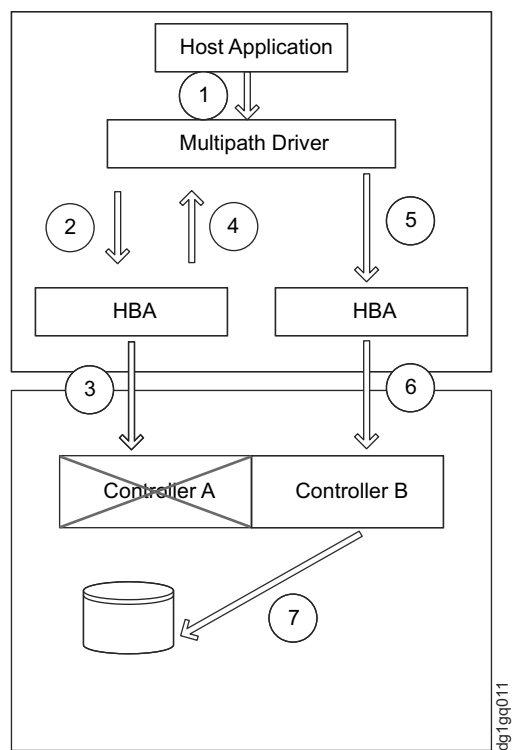 Host Application
1
Multipath Driver
2
4
5
HBA
HBA
3
6
Controller A
Controller B
7
dg1gq011